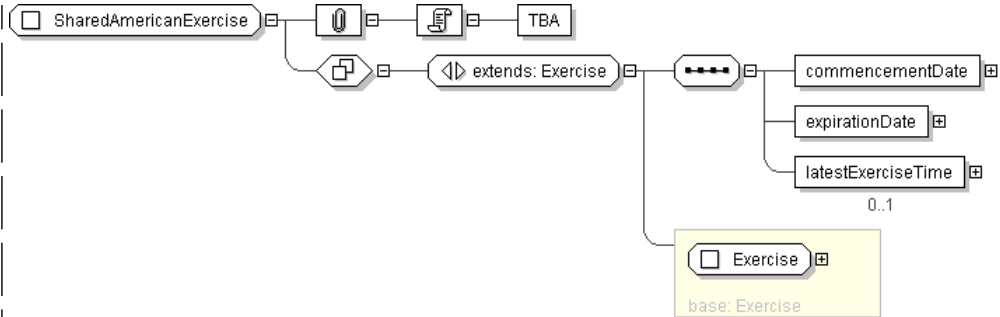 SharedAmericanExercise
TBA
extends: Exercise
commencementDate
expirationDate
latestExerciseTime
0..1
Exercise
base: Exercise